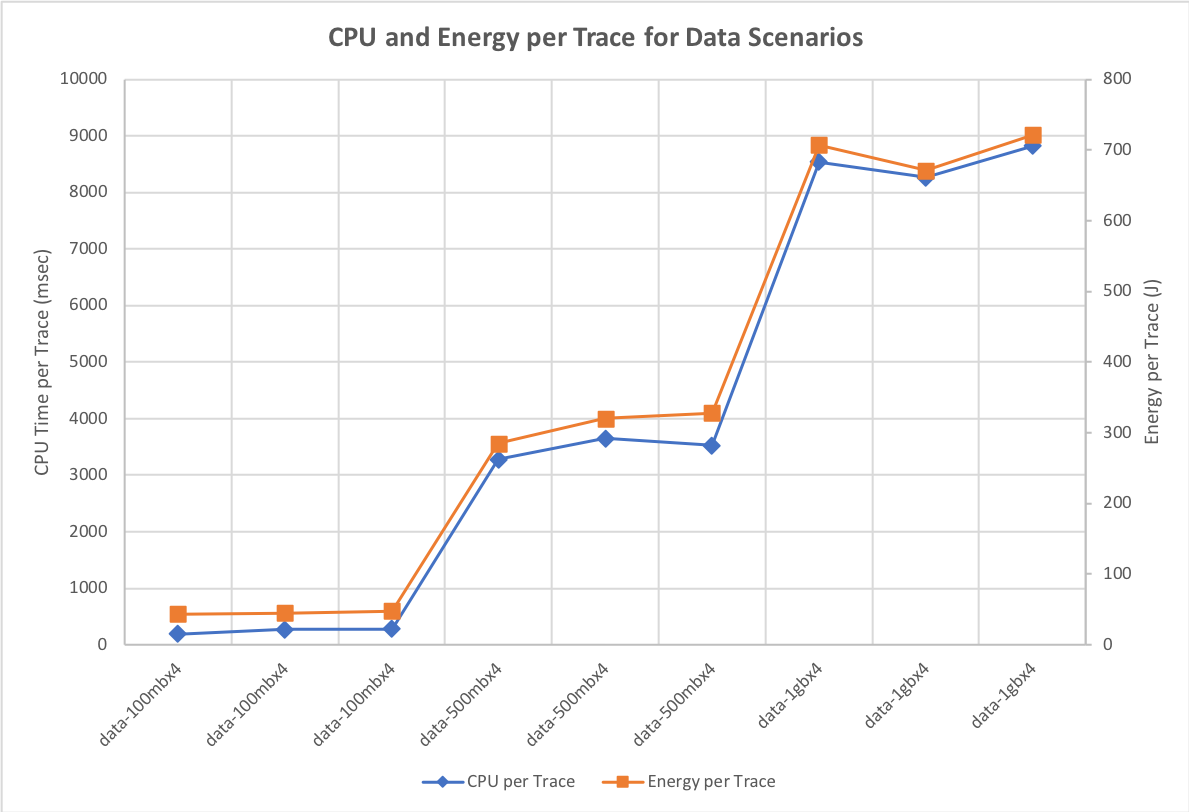 CPU and Energy per Trace for Data Scenarios
10000
9000
8000
7000
6000
5000
4000
3000
2000
1000
0
CPU Time per Trace (msec)
800
700
600
500
400
300
200
100
0
Energy per Trace (J)
data-100mbx4
data-100mbx4
data-100mbx4
data-500mbx4
data-500mbx4
data-500mbx4
data-1gbx4
data-1gbx4
data-1gbx4
CPU per Trace
Energy per Trace